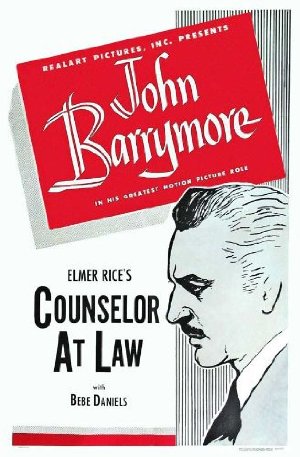 REALART PICTURES, INC. PRESENTS
John
Barrymore
IN HIS GREATEST MOTION PICTURE ROLE
ELMER RICE'S
COUNSELOR
AT LAW
with
BEBE DANIELS